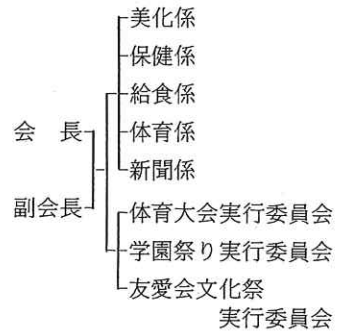 美化係
保健係
給食係
会　長
体育係
新聞係
副会長
体育大会実行委員会
学園祭り実行委員会
友愛会文化祭
実行委員会